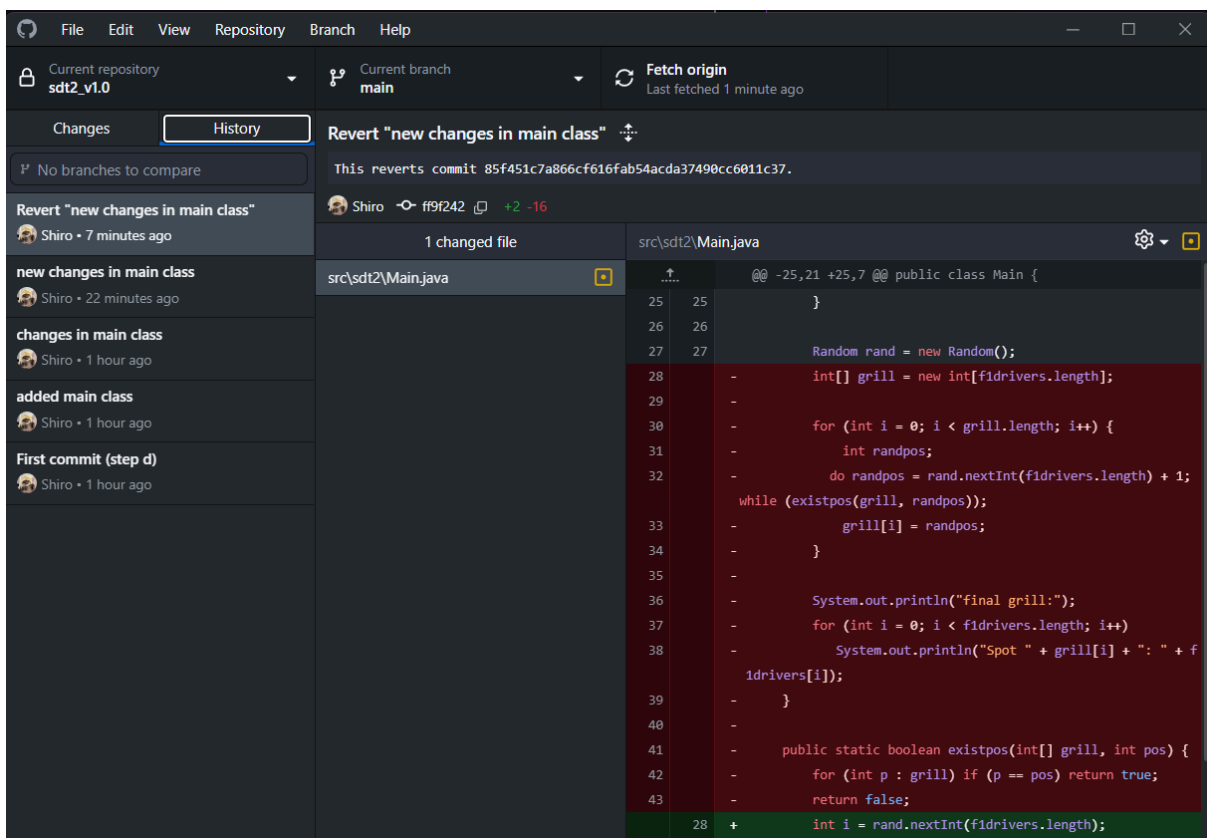 File Edit View Repository Branch Help
Current repository
sdt2_v1.0
Current branch
main
Fetch origin
Last fetched 1 minute ago
Changes
History
No branches to compare
Revert "new changes in main class"
Shiro • 7 minutes ago
new changes in main class
Shiro • 22 minutes ago
changes in main class
Shiro • 1 hour ago
added main class
Shiro • 1 hour ago
First commit (step d)
Shiro • 1 hour ago
Revert "new changes in main class"
This reverts commit 85f451c7a866cf616fab54acda37490cc6011c37.
Shiro ff9f242 +2 -16
1 changed file
src\sdt2\Main.java
src\sdt2\Main.java
@@ -25,21 +25,7 @@ public class Main {
25 25 }
26 26
27 27 Random rand = new Random();
28 - int[] grill = new int[f1drivers.length];
29 -
30 - for (int i = 0; i < grill.length; i++) {
31 - int randpos;
32 - do randpos = rand.nextInt(f1drivers.length) + 1;
while (existpos(grill, randpos));
33 - grill[i] = randpos;
34 - }
35 -
36 - System.out.println("final grill:");
37 - for (int i = 0; i < f1drivers.length; i++)
38 - System.out.println("Spot " + grill[i] + ": " + f
1drivers[i]);
39 - }
40 -
41 - public static boolean existpos(int[] grill, int pos) {
42 - for (int p : grill) if (p == pos) return true;
43 - return false;
28 + int i = rand.nextInt(f1drivers.length);